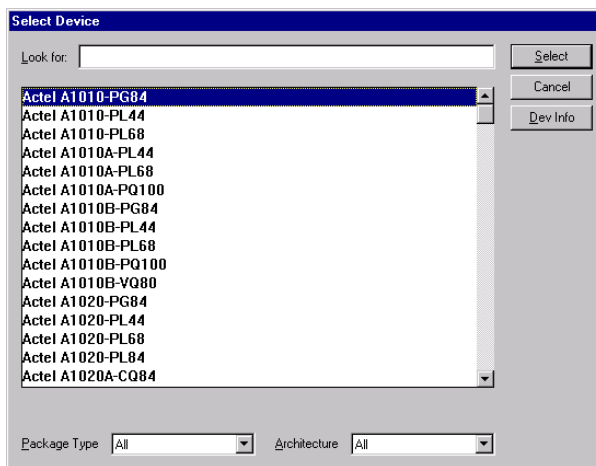 Select Device
Look for:
Select
Cancel
Dev Info
Actel A1010-PG84
Actel A1010-PL44
Actel A1010-PL68
Actel A1010A-PL44
Actel A1010A-PL68
Actel A1010A-PQ100
Actel A1010B-PG84
Actel A1010B-PL44
Actel A1010B-PL68
Actel A1010B-PQ100
Actel A1010B-VQ80
Actel A1020-PG84
Actel A1020-PL44
Actel A1020-PL68
Actel A1020-PL84
Actel A1020A-CQ84
Package Type All Architecture All